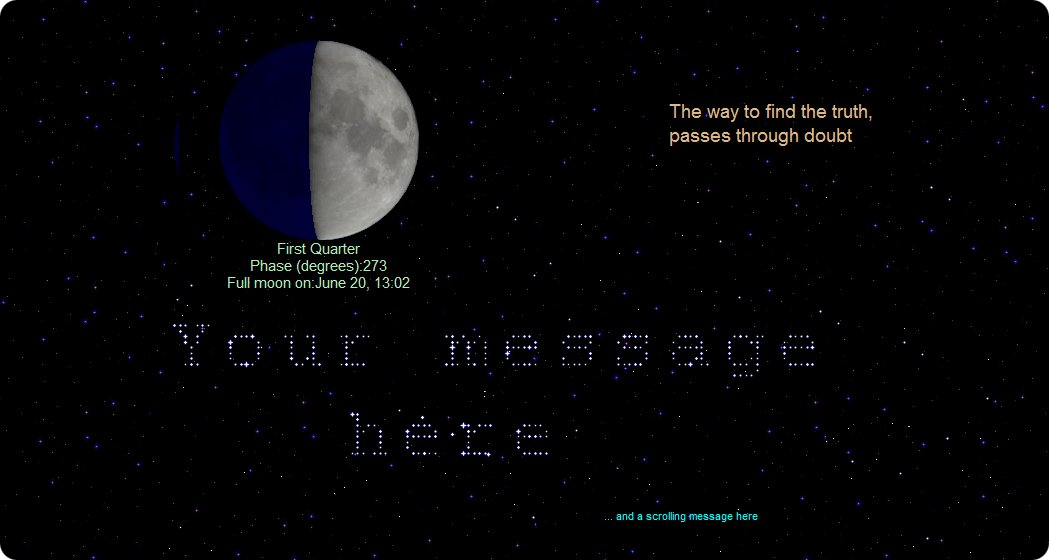 The way to find the truth,
passes through doubt
First Quarter
Phase (degrees):273
Full moon on:June 20, 13:02
Your message
here
... and a scrolling message here